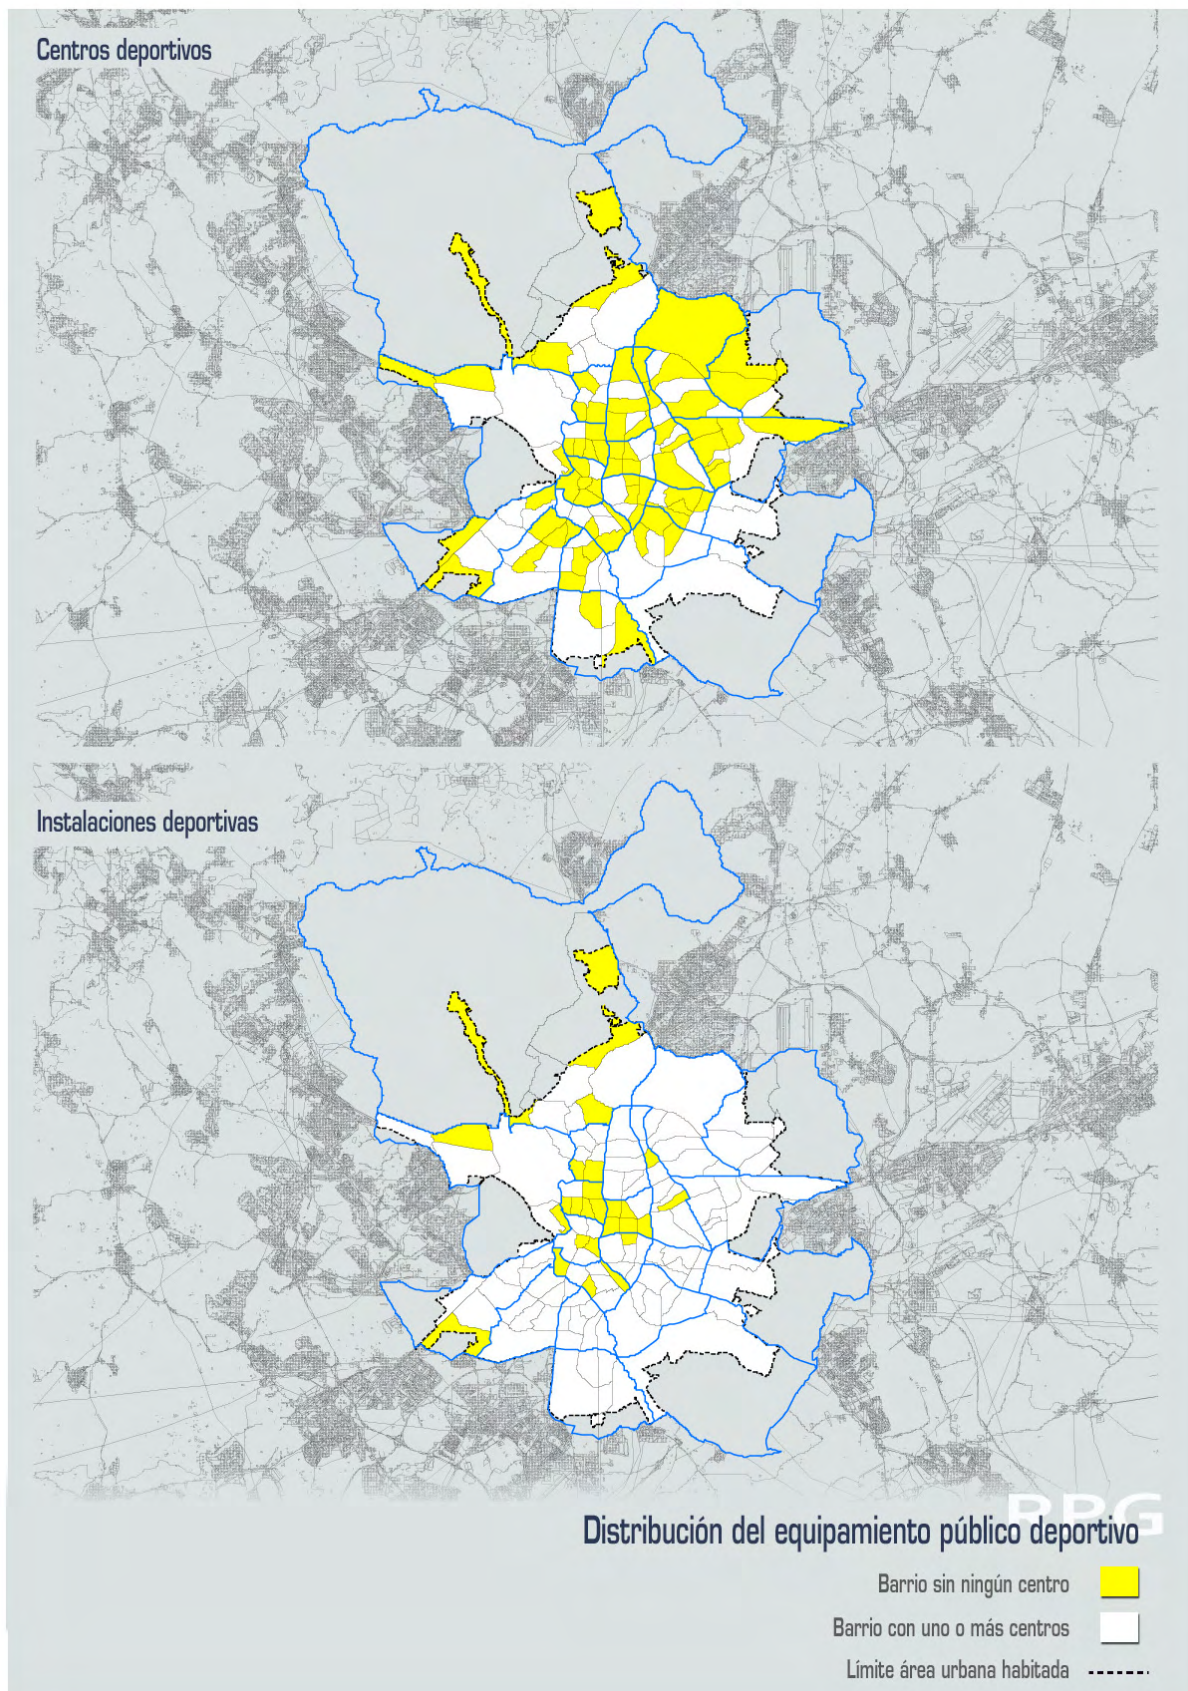 Centros deportivos
Instalaciones deportivas
RPG
Distribución del equipamiento público deportivo
Barrio sin ningún centro
Barrio con uno o más centros
Límite área urbana habitada